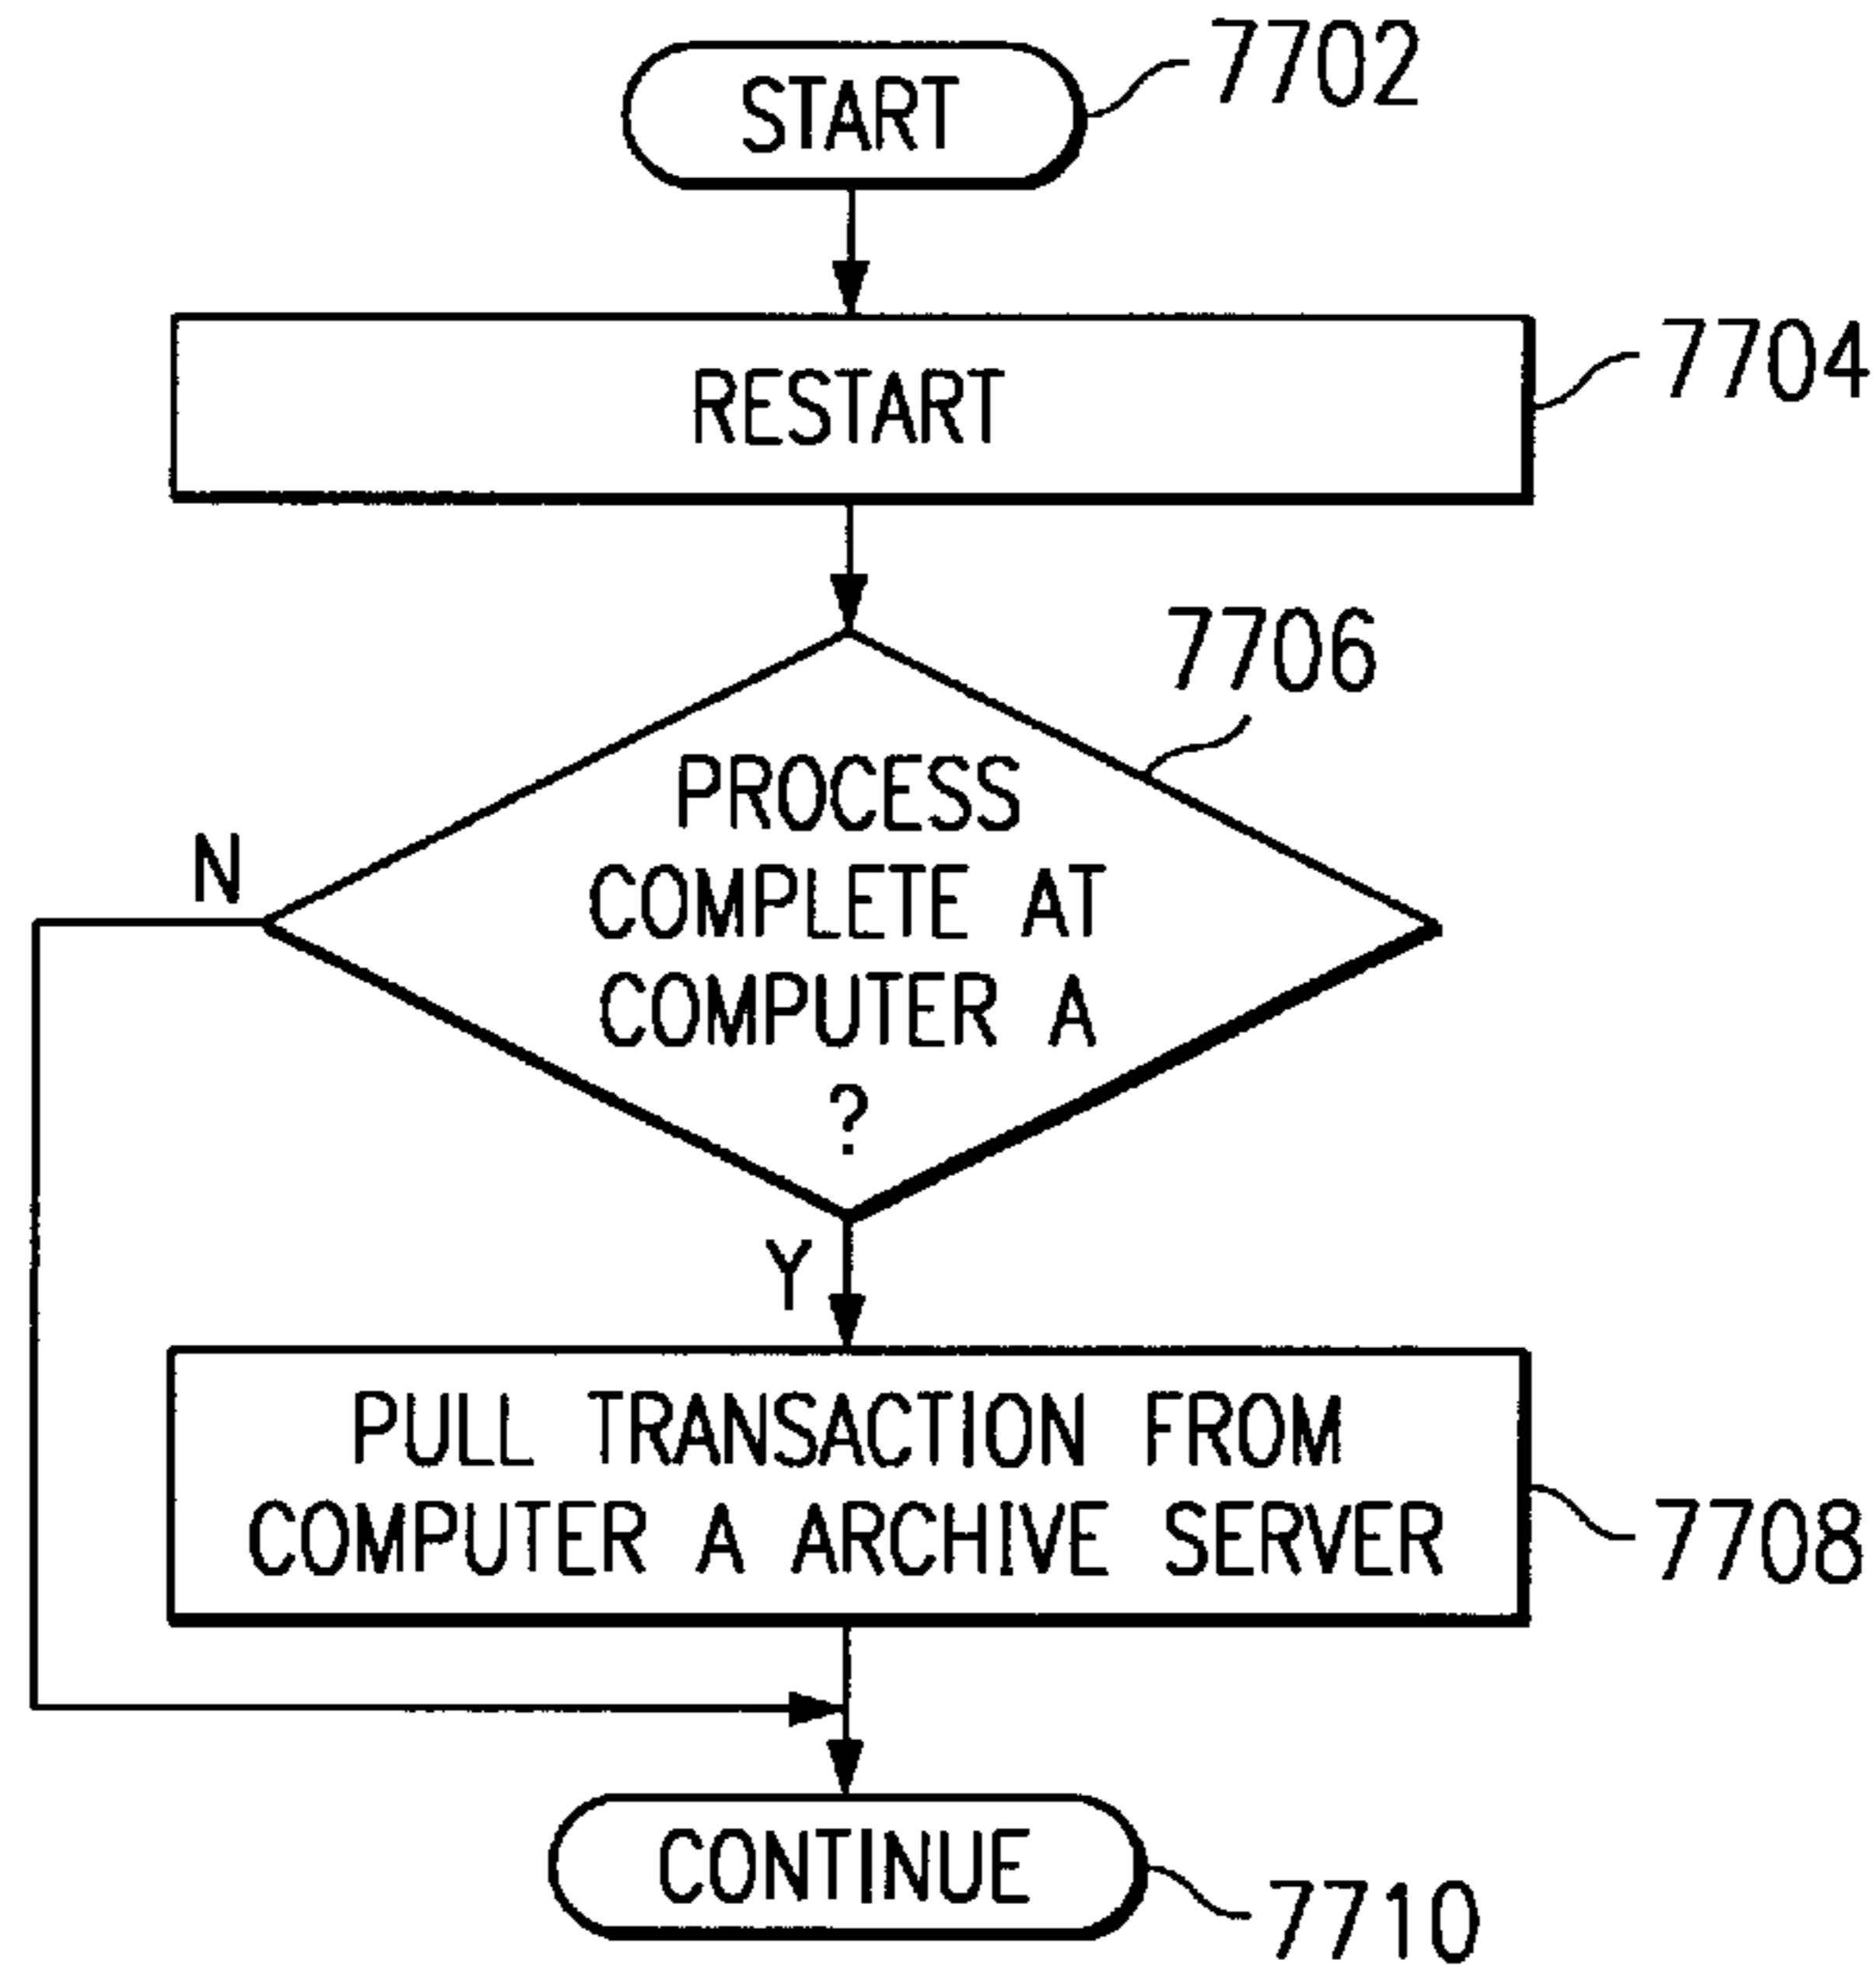 START
7702
RESTART
7704
7706
PROCESS
COMPLETE AT
COMPUTER A
?
N
Y
PULL TRANSACTION FROM
COMPUTER A ARCHIVE SERVER
7708
CONTINUE
7710